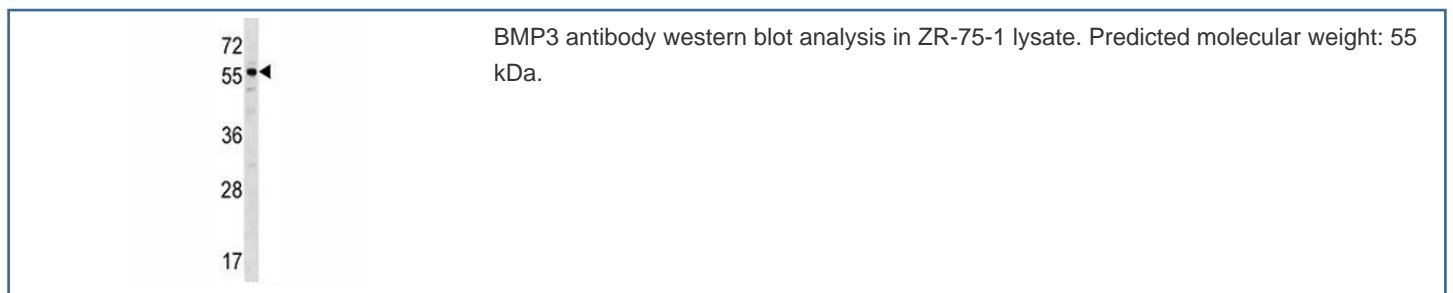 72
55
36
28
17
BMP3 antibody western blot analysis in ZR-75-1 lysate. Predicted molecular weight: 55
kDa.